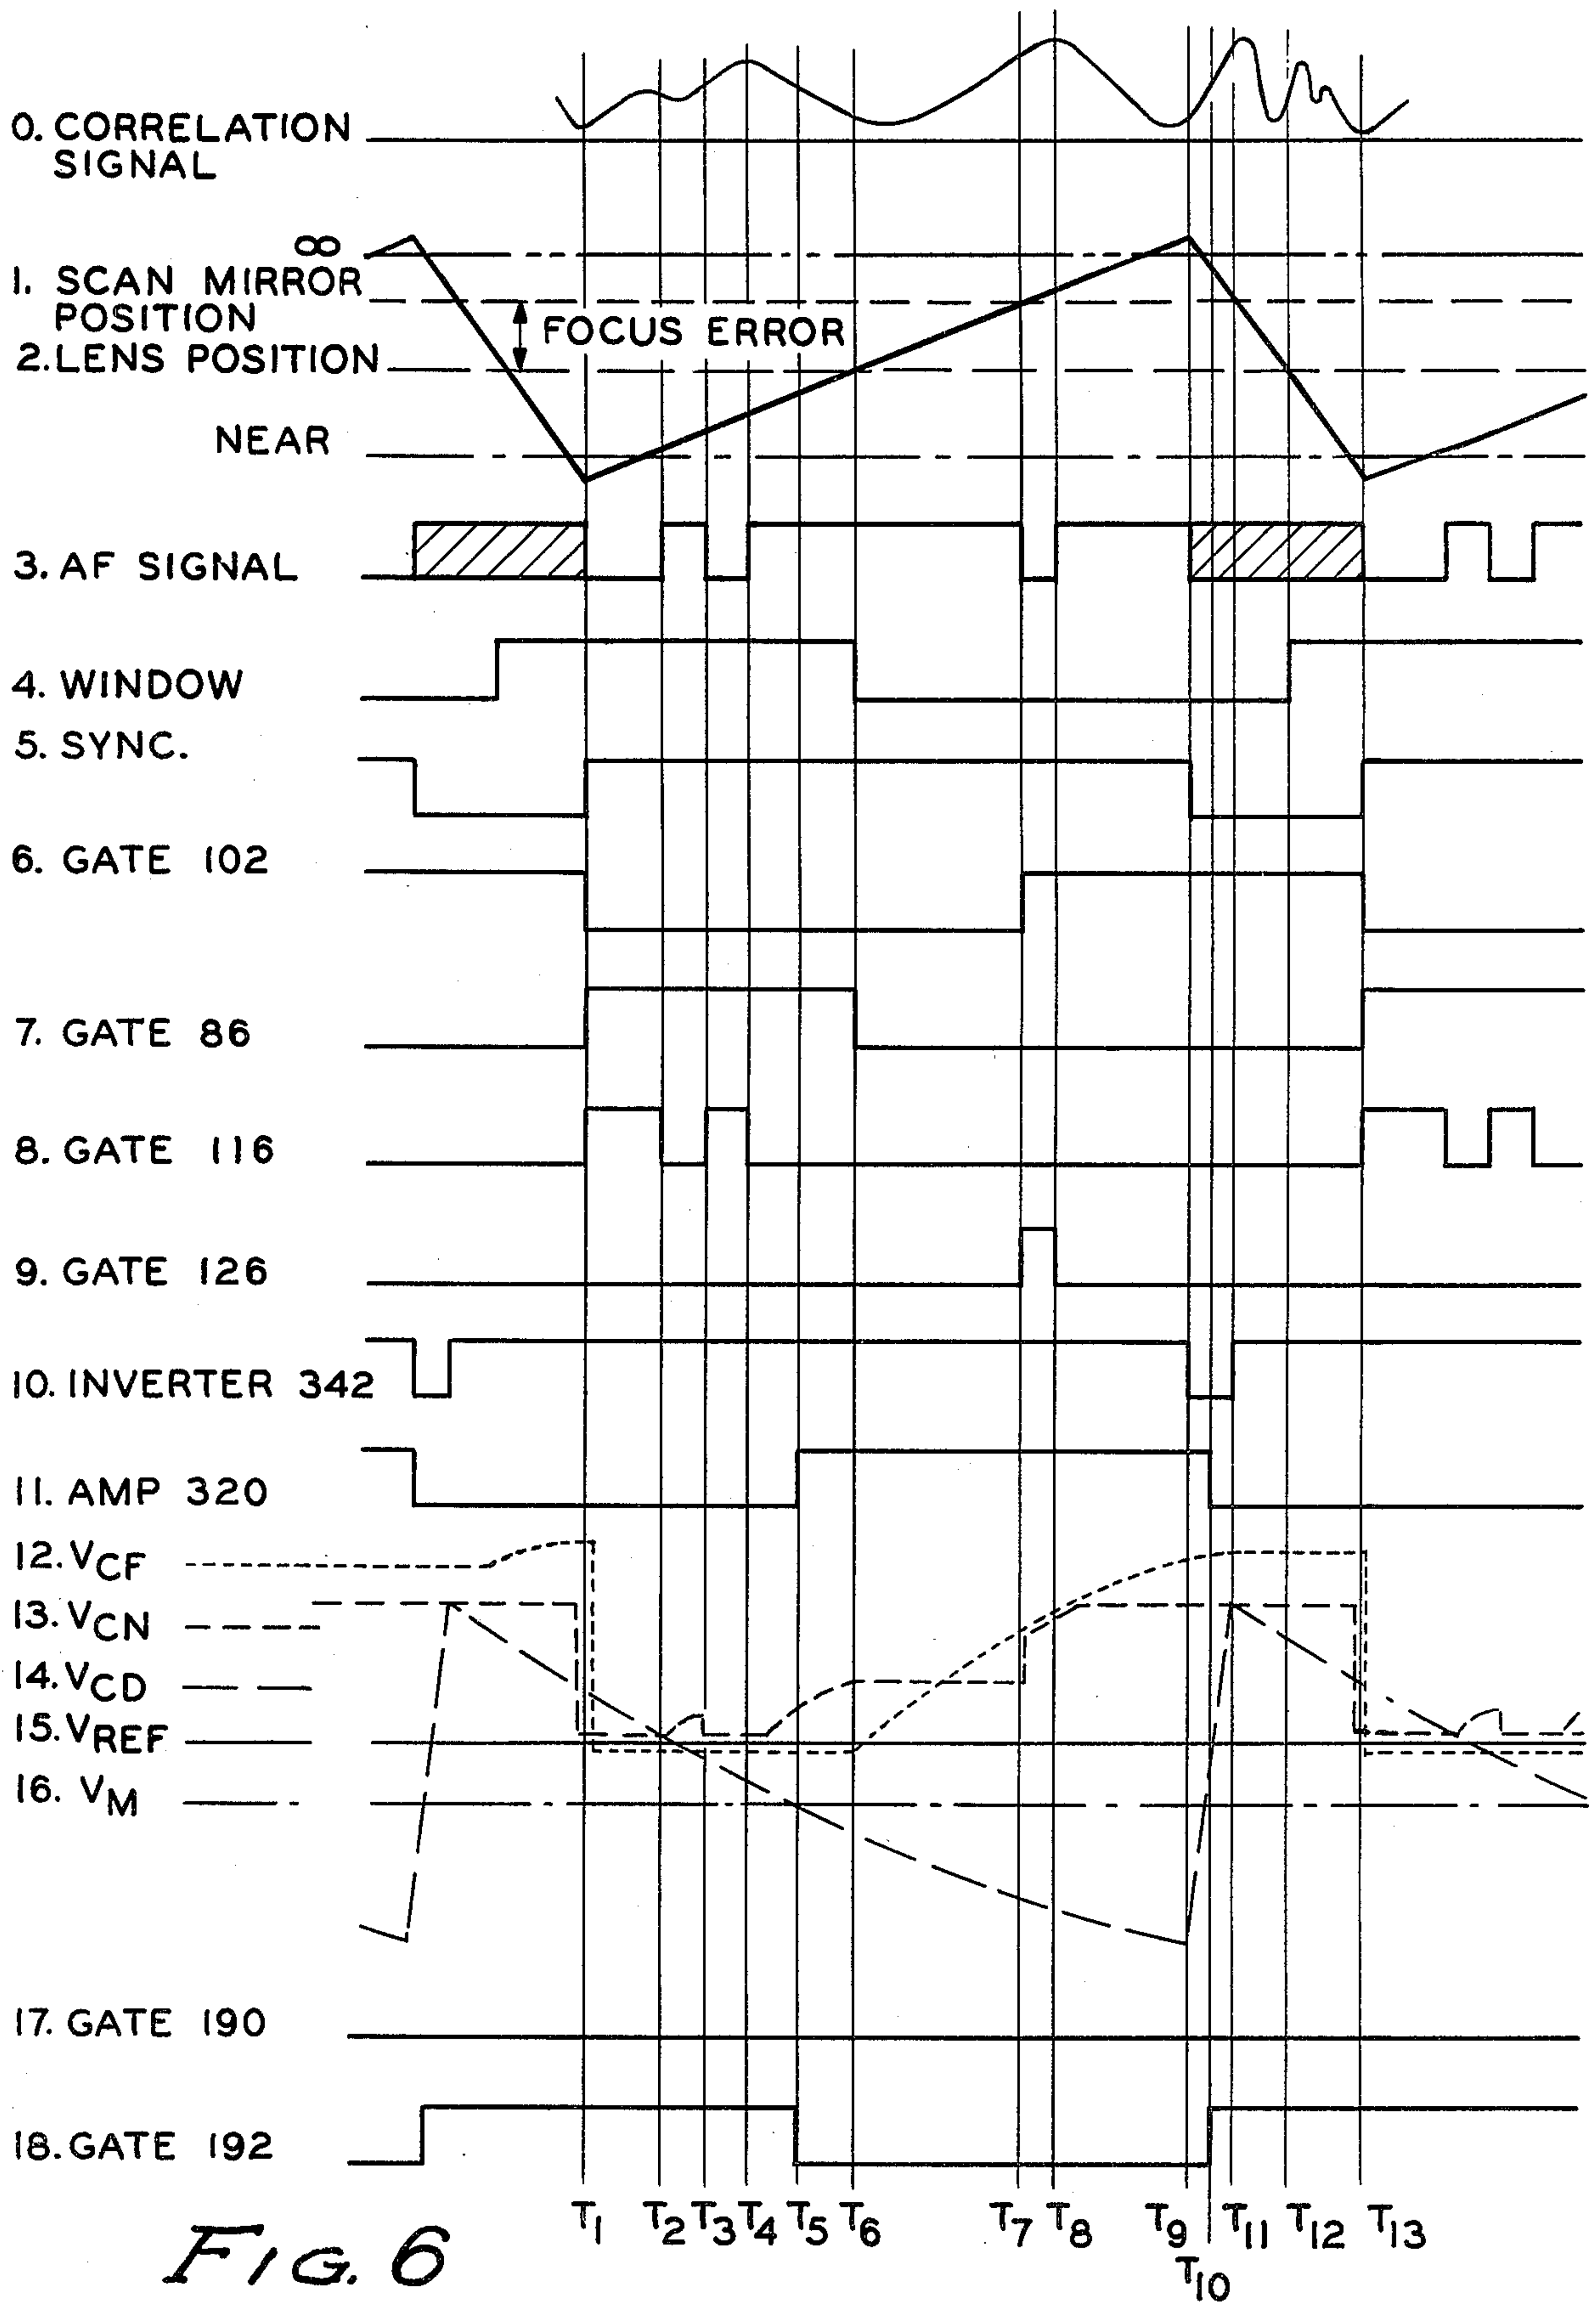 0. CORRELATION
SIGNAL
∞
1. SCAN MIRROR
POSITION
FOCUS ERROR
2. LENS POSITION
NEAR
3. AF SIGNAL
4. WINDOW
5. SYNC.
6. GATE 102
7. GATE 86
8. GATE 116
9. GATE 126
10. INVERTER 342
11. AMP 320
12. VCF
13. VCN
14. VCD
15. VREF
16. VM
17. GATE 190
18. GATE 192
T1 T2 T3 T4 T5 T6 T7 T8 T9 T11 T12 T13
T10
FIG. 6